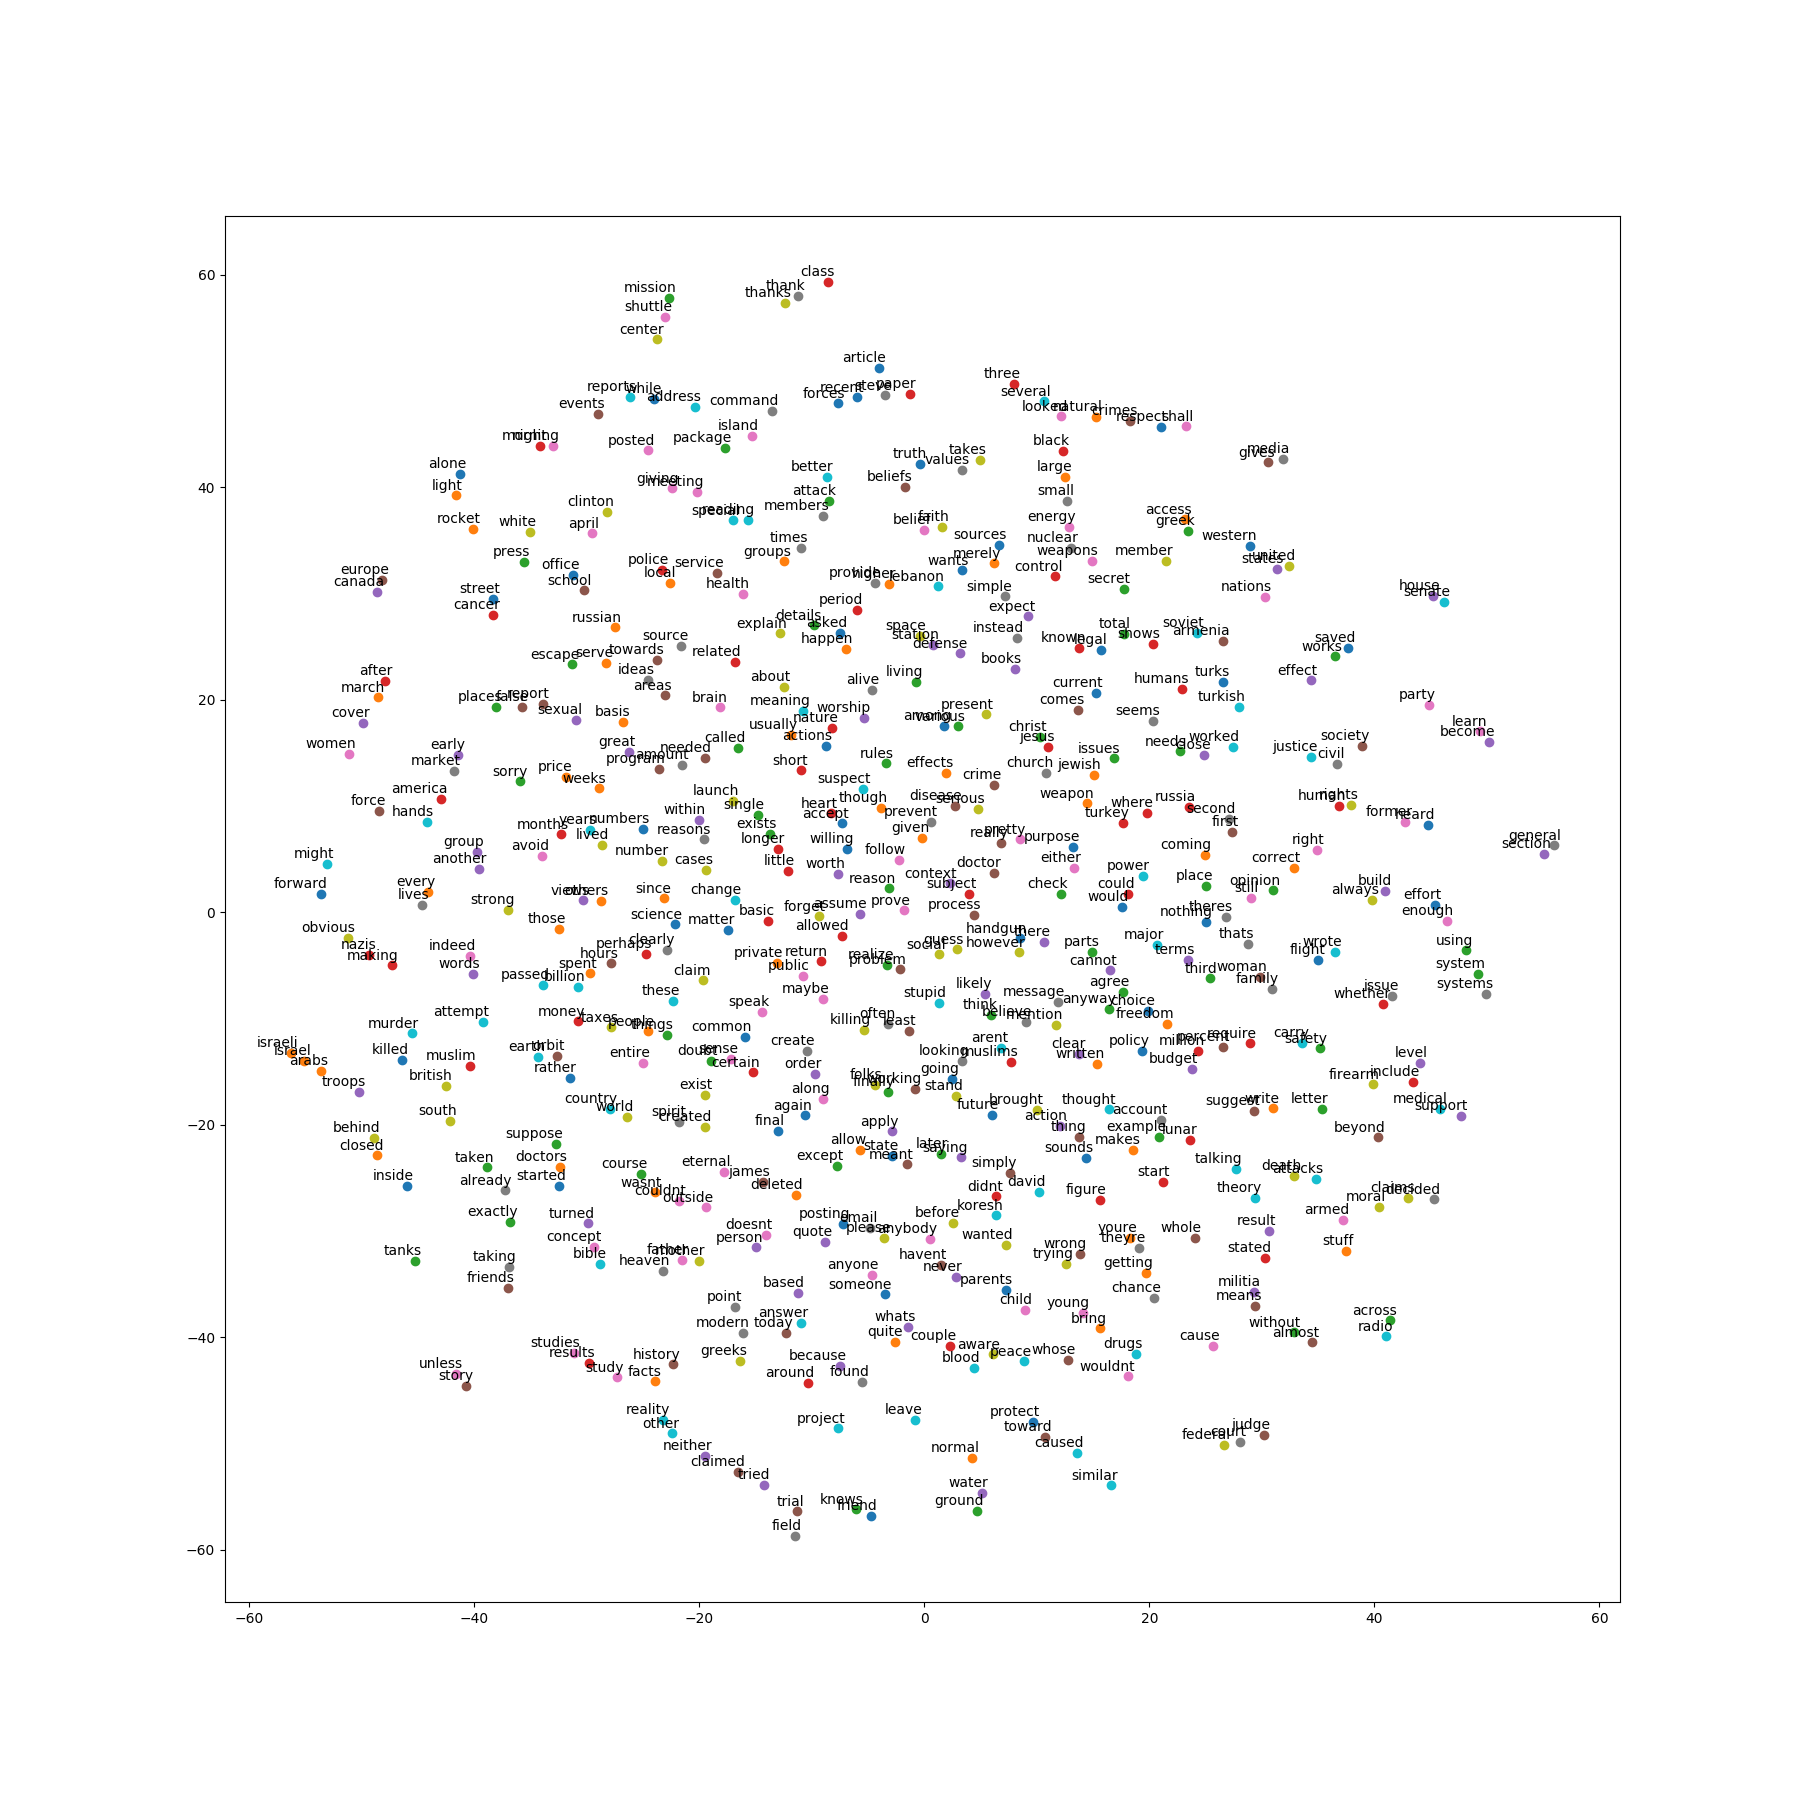 class
thank
thanks
mission
shuttle
center
article
recent
steve
paper
forces
three
several
looked
natural
crimes
respect
shall
reports
while
address
events
command
island
posted
package
night
black
media
gives
truth
takes
values
beliefs
better
large
alone
light
giving
meeting
attack
members
small
clinton
special
reading
rocket
white
april
belief
faith
energy
access
greek
press
times
groups
sources
nuclear
western
office
police
local
service
merely
wants
weapons
member
states
united
europe
canada
school
health
provide
higher
lebanon
control
secret
nations
house
senate
street
cancer
period
simple
expect
russian
details
asked
explain
happen
space
station
defense
instead
known
legal
total
shows
soviet
armenia
saved
works
source
towards
serve
escape
related
books
ideas
areas
after
march
about
alive
living
current
humans
turks
effect
places
false
report
brain
meaning
comes
turkish
party
cover
sexual
basis
usually
nature
worship
among
various
present
seems
learn
become
actions
christ
jesus
women
early
great
called
needed
amount
program
issues
needs
close
worked
justice
society
civil
market
price
short
rules
effects
church
jewish
sorry
weeks
suspect
crime
america
launch
though
disease
serious
weapon
where
russia
human
rights
force
hands
within
single
heart
accept
prevent
turkey
second
first
former
heard
months
years
numbers
lived
reasons
exists
longer
willing
given
really
pretty
purpose
right
general
section
group
another
avoid
number
cases
little
worth
follow
doctor
either
coming
correct
might
context
power
forward
every
lives
views
others
since
change
reason
subject
check
could
would
place
opinion
still
build
always
effort
enough
strong
basic
forget
assume
prove
process
nothing
theres
obvious
those
science
matter
allowed
handgun
there
thats
nazis
making
indeed
words
perhaps
clearly
hours
private
return
public
realize
problem
social
guess
however
parts
cannot
major
terms
flight
wrote
using
passed
spent
billion
claim
third
woman
family
system
systems
these
maybe
likely
message
agree
anyway
choice
freedom
issue
whether
attempt
money
taxes
people
things
speak
stupid
think
believe
mention
murder
common
often
killing
least
israeli
israel
arabs
killed
muslim
earth
orbit
rather
entire
doubt
sense
certain
create
looking
arent
muslims
clear
written
policy
million
percent
require
carry
safety
budget
level
troops
british
exist
order
folks
finally
working
going
stand
firearm
include
south
country
world
spirit
created
along
again
future
brought
thought
account
suggest
write
letter
medical
support
behind
closed
final
apply
action
thing
example
lunar
beyond
suppose
doctors
allow
state
meant
later
saying
sounds
makes
taken
course
eternal
james
except
simply
start
talking
death
attacks
inside
already
started
wasnt
couldnt
outside
deleted
didnt
david
figure
theory
claims
decided
moral
exactly
turned
koresh
armed
doesnt
person
posting
email
quote
please
anybody
before
wanted
youre
theyre
whole
result
stated
stuff
tanks
taking
concept
bible
heaven
father
mother
havent
never
wrong
trying
getting
friends
anyone
someone
parents
chance
militia
means
based
point
child
young
bring
modern
today
answer
whats
quite
across
radio
without
almost
studies
results
study
history
facts
greeks
because
found
around
couple
aware
blood
peace
whose
drugs
wouldnt
cause
unless
story
reality
other
project
leave
protect
toward
caused
federal
court
judge
neither
claimed
tried
normal
similar
trial
field
knows
friend
water
ground
60
40
20
0
−20
−40
−60
−60
−40
−20
0
20
40
60